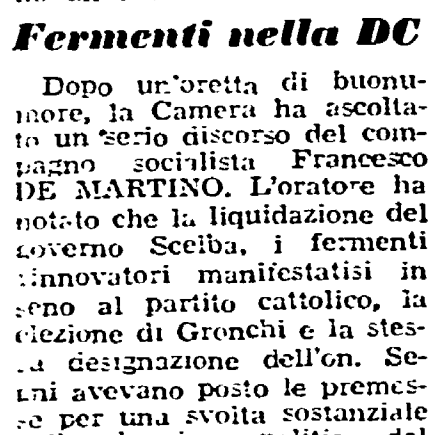 Fermenti nella DC
Dopo un'oretta di buonu-
more, la Camera ha ascolta-
to un serio discorso del com-
pagno socialista Francesco
DE MARTINO. L'oratore ha
notato che la liquidazione del
governo Scelba, i fermenti
rinnovatori manifestatisi in
seno al partito cattolico, la
elezione di Gronchi e la stes-
sa designazione dell'on. Se-
gni avevano posto le premes-
se per una svolta sostanziale